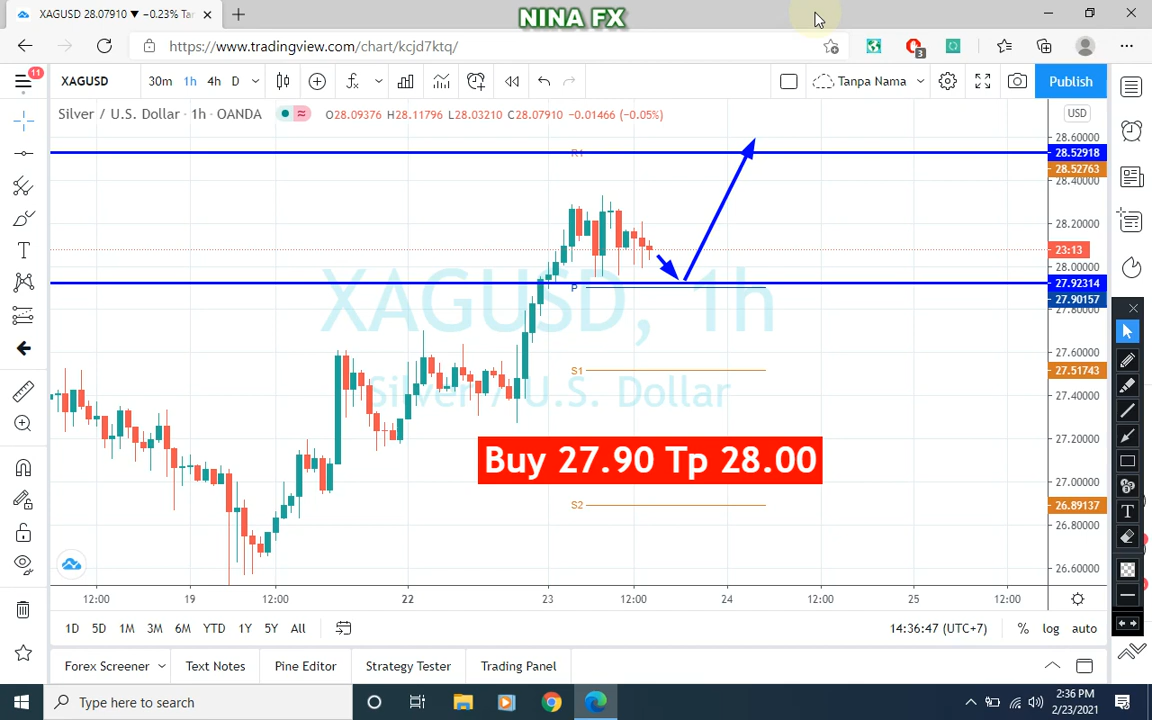 XAGUSD 28.07910 ▼ −0.23% Tan
NINA FX
https://www.tradingview.com/chart/kcjd7ktq/
3
11
XAGUSD
30m 1h 4h D
Tanpa Nama
Publish
Silver / U.S. Dollar · 1h · OANDA
O28.09376 H28.11796 L28.03210 C28.07910 −0.01466 (−0.05%)
USD
28.60000
R1
28.52918
28.52763
28.40000
28.20000
23:13
28.00000
27.92314
P
27.90157
27.80000
XAGUSD, 1h
27.60000
S1
27.51743
Silver / U.S. Dollar
27.40000
27.20000
Buy 27.90 Tp 28.00
27.00000
S2
26.89137
26.80000
26.60000
12:00 19 12:00 22 23 12:00 24 12:00 25 12:00
1D 5D 1M 3M 6M YTD 1Y 5Y All
14:36:47 (UTC+7) % log auto
Forex Screener Text Notes Pine Editor Strategy Tester Trading Panel
Type here to search
2:36 PM
2/23/2021